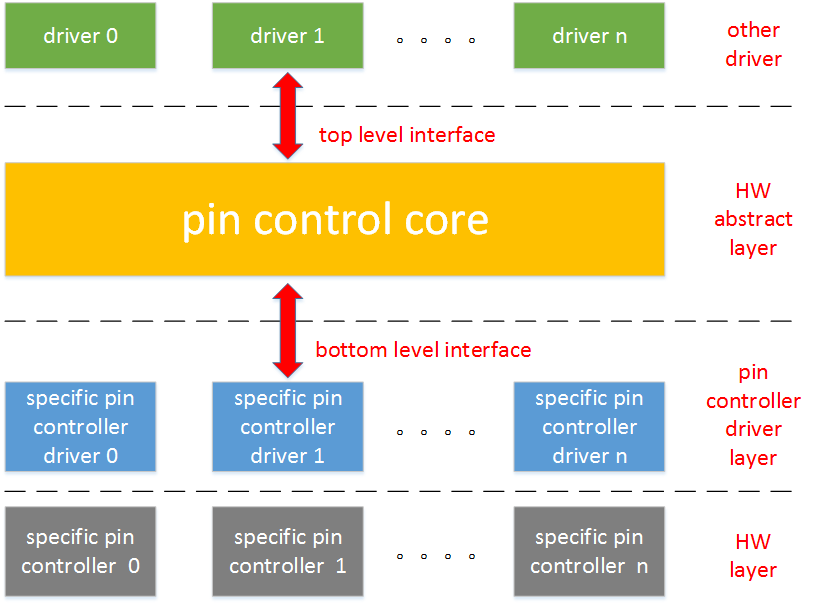 driver 0
driver 1
driver n
other
driver
top level interface
pin control core
HW
abstract
layer
bottom level interface
specific pin
controller
driver 0
specific pin
controller
driver 1
specific pin
controller
driver n
pin
controller
driver
layer
specific pin
controller 0
specific pin
controller 1
specific pin
controller n
HW
layer